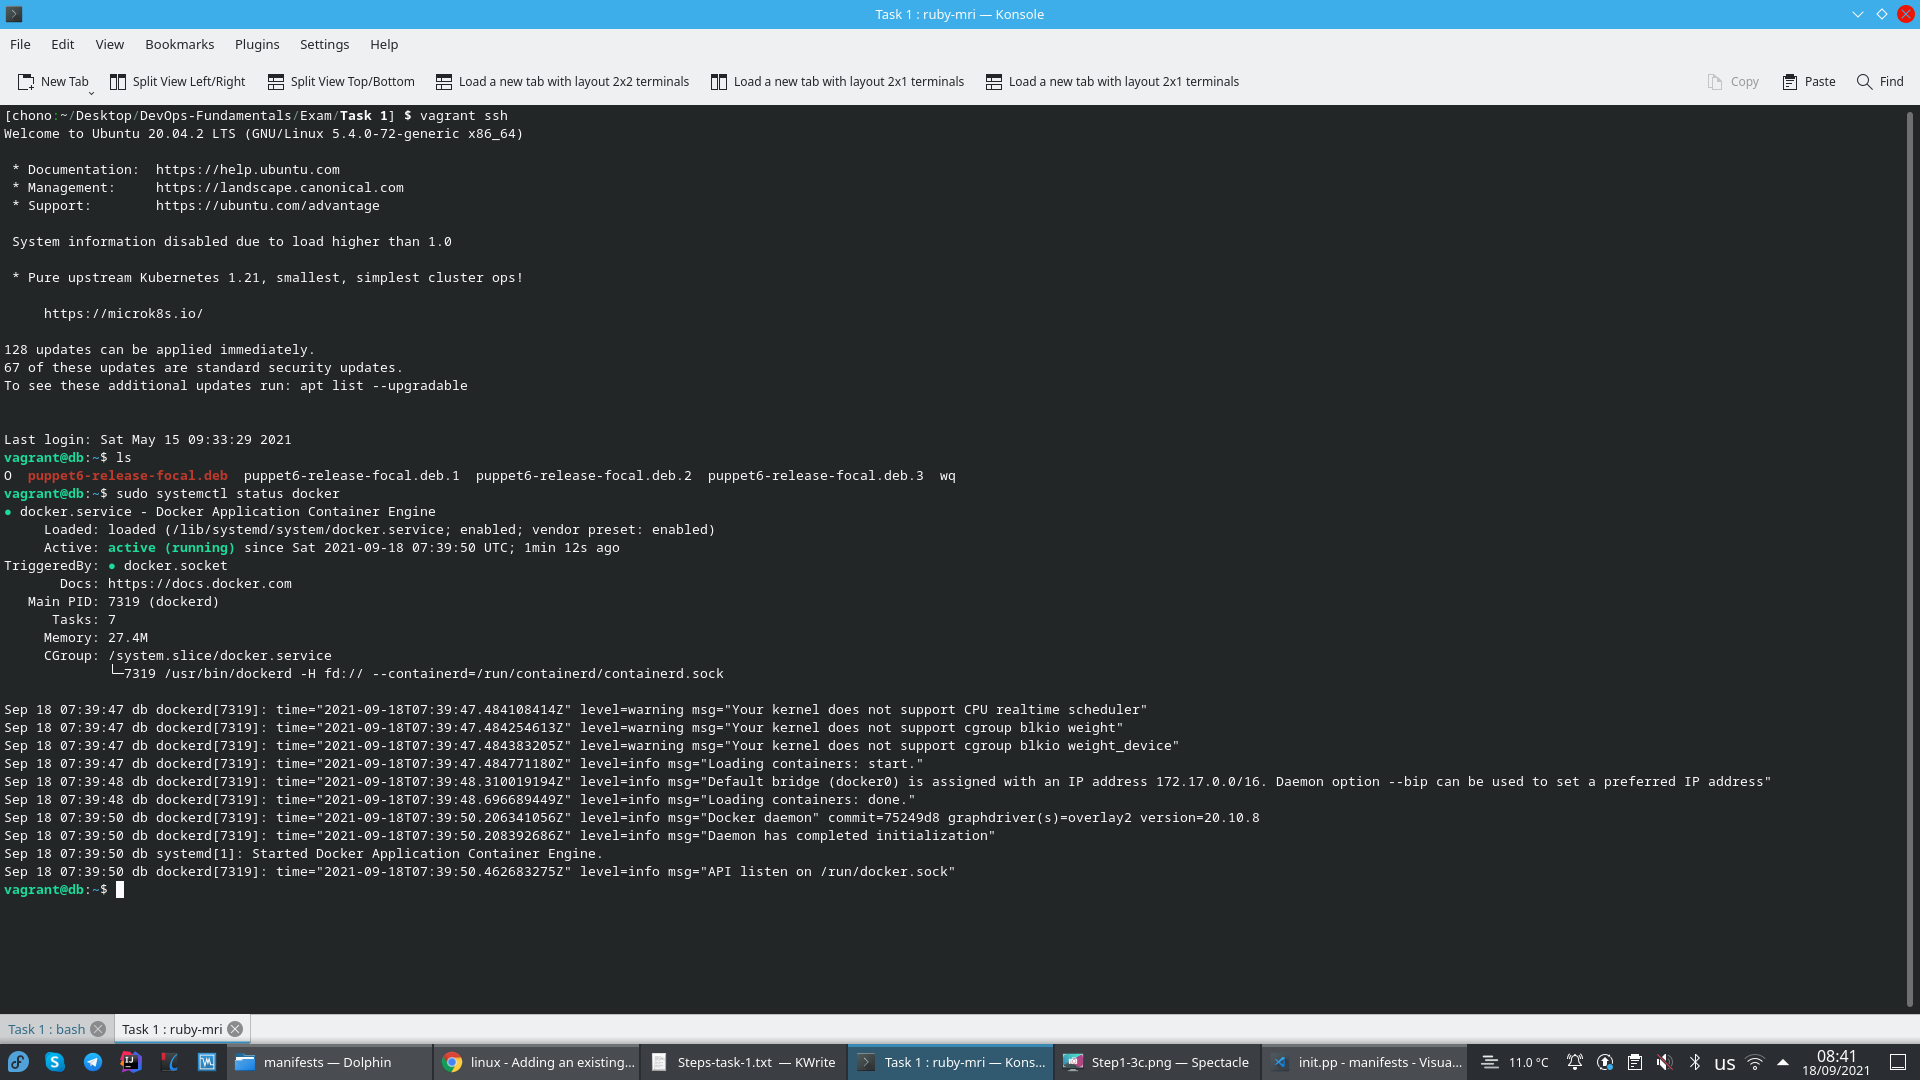 Task 1 : ruby-mri — Konsole
File Edit View Bookmarks Plugins Settings Help
New Tab Split View Left/Right Split View Top/Bottom Load a new tab with layout 2x2 terminals Load a new tab with layout 2x1 terminals Load a new tab with layout 2x1 terminals Copy Paste Find
[chono:~/Desktop/DevOps-Fundamentals/Exam/Task 1] $ vagrant ssh
Welcome to Ubuntu 20.04.2 LTS (GNU/Linux 5.4.0-72-generic x86_64)
* Documentation:  https://help.ubuntu.com
* Management:     https://landscape.canonical.com
* Support:        https://ubuntu.com/advantage
System information disabled due to load higher than 1.0
* Pure upstream Kubernetes 1.21, smallest, simplest cluster ops!
https://microk8s.io/
128 updates can be applied immediately.
67 of these updates are standard security updates.
To see these additional updates run: apt list --upgradable
Last login: Sat May 15 09:33:29 2021
vagrant@db:~$ ls
O  puppet6-release-focal.deb  puppet6-release-focal.deb.1  puppet6-release-focal.deb.2  puppet6-release-focal.deb.3  wq
vagrant@db:~$ sudo systemctl status docker
● docker.service - Docker Application Container Engine
Loaded: loaded (/lib/systemd/system/docker.service; enabled; vendor preset: enabled)
Active: active (running) since Sat 2021-09-18 07:39:50 UTC; 1min 12s ago
TriggeredBy: ● docker.socket
Docs: https://docs.docker.com
Main PID: 7319 (dockerd)
Tasks: 7
Memory: 27.4M
CGroup: /system.slice/docker.service
└─7319 /usr/bin/dockerd -H fd:// --containerd=/run/containerd/containerd.sock
Sep 18 07:39:47 db dockerd[7319]: time="2021-09-18T07:39:47.484108414Z" level=warning msg="Your kernel does not support CPU realtime scheduler"
Sep 18 07:39:47 db dockerd[7319]: time="2021-09-18T07:39:47.484254613Z" level=warning msg="Your kernel does not support cgroup blkio weight"
Sep 18 07:39:47 db dockerd[7319]: time="2021-09-18T07:39:47.484383205Z" level=warning msg="Your kernel does not support cgroup blkio weight_device"
Sep 18 07:39:47 db dockerd[7319]: time="2021-09-18T07:39:47.484771180Z" level=info msg="Loading containers: start."
Sep 18 07:39:48 db dockerd[7319]: time="2021-09-18T07:39:48.310019194Z" level=info msg="Default bridge (docker0) is assigned with an IP address 172.17.0.0/16. Daemon option --bip can be used to set a preferred IP address"
Sep 18 07:39:48 db dockerd[7319]: time="2021-09-18T07:39:48.696689449Z" level=info msg="Loading containers: done."
Sep 18 07:39:50 db dockerd[7319]: time="2021-09-18T07:39:50.206341056Z" level=info msg="Docker daemon" commit=75249d8 graphdriver(s)=overlay2 version=20.10.8
Sep 18 07:39:50 db dockerd[7319]: time="2021-09-18T07:39:50.208392686Z" level=info msg="Daemon has completed initialization"
Sep 18 07:39:50 db systemd[1]: Started Docker Application Container Engine.
Sep 18 07:39:50 db dockerd[7319]: time="2021-09-18T07:39:50.462683275Z" level=info msg="API listen on /run/docker.sock"
vagrant@db:~$
Task 1 : bash Task 1 : ruby-mri
manifests — Dolphin linux - Adding an existing... Steps-task-1.txt — KWrite Task 1 : ruby-mri — Kons... Step1-3c.png — Spectacle init.pp - manifests - Visua... 11.0 °C us 08:41
18/09/2021